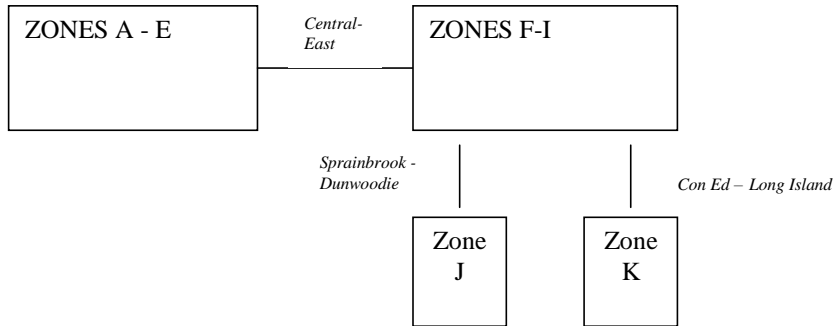 ZONES A - E
Central-
East
ZONES F-I
Sprainbrook -
Dunwoodie
Con Ed – Long Island
Zone
J
Zone
K